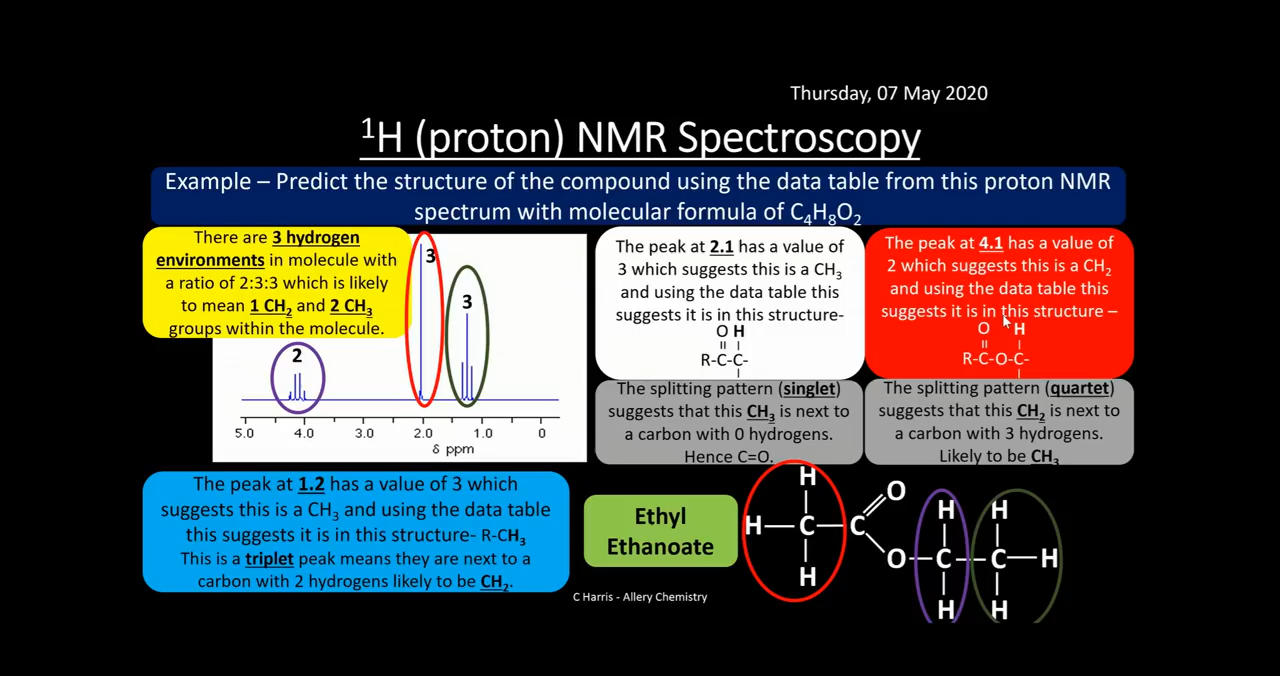 Thursday, 07 May 2020
¹H (proton) NMR Spectroscopy
Example – Predict the structure of the compound using the data table from this proton NMR
spectrum with molecular formula of C₄H₈O₂
There are 3 hydrogen
environments in molecule with
a ratio of 2:3:3 which is likely
to mean 1 CH₂ and 2 CH₃
groups within the molecule.
3
3
2
5.0 4.0 3.0 2.0 1.0 0
δ ppm
The peak at 2.1 has a value of
3 which suggests this is a CH₃
and using the data table this
suggests it is in this structure-
O H
R-C-C-
The splitting pattern (singlet)
suggests that this CH₃ is next to
a carbon with 0 hydrogens.
Hence C=O.
The peak at 4.1 has a value of
2 which suggests this is a CH₂
and using the data table this
suggests it is in this structure –
O H
R-C-O-C-
The splitting pattern (quartet)
suggests that this CH₂ is next to
a carbon with 3 hydrogens.
Likely to be CH₃
The peak at 1.2 has a value of 3 which
suggests this is a CH₃ and using the data table
this suggests it is in this structure- R-CH₃
This is a triplet peak means they are next to a
carbon with 2 hydrogens likely to be CH₂.
Ethyl
Ethanoate
H O H H
H C C
H O C C H
H H
C Harris - Allery Chemistry